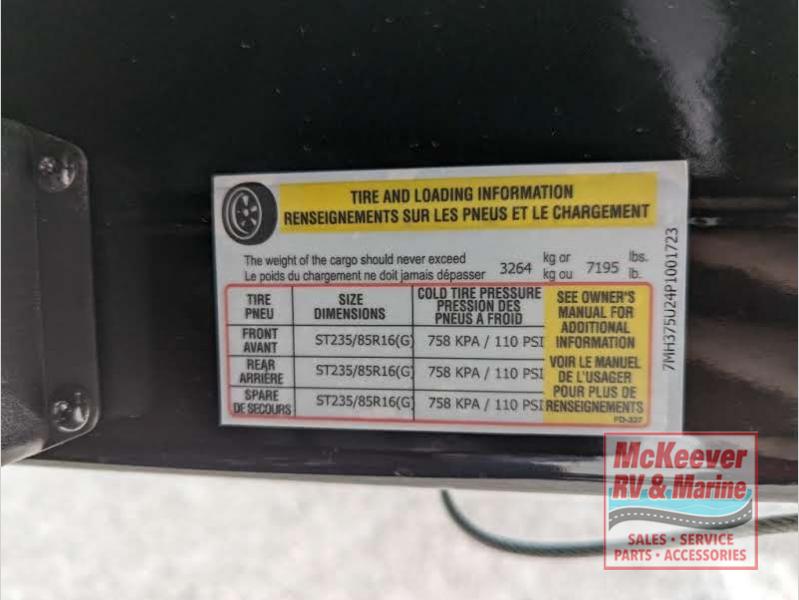 TIRE AND LOADING INFORMATION
RENSEIGNEMENTS SUR LES PNEUS ET LE CHARGEMENT
The weight of the cargo should never exceed 3264 kg or 7195 lbs.
Le poids du chargement ne doit jamais dépasser kg ou lb.
TIRE SIZE COLD TIRE PRESSURE
PNEU DIMENSIONS PRESSION DES
PNEUS A FROID
FRONT
AVANT ST235/85R16(G) 758 KPA / 110 PSI
REAR
ARRIÈRE ST235/85R16(G) 758 KPA / 110 PSI
SPARE
DE SECOURS ST235/85R16(G) 758 KPA / 110 PSI
SEE OWNER'S
MANUAL FOR
ADDITIONAL
INFORMATION
VOIR LE MANUEL
DE L'USAGER
POUR PLUS DE
RENSEIGNEMENTS
PD-327
7MH375U24P1001723
McKeever
RV & Marine
SALES • SERVICE
PARTS • ACCESSORIES